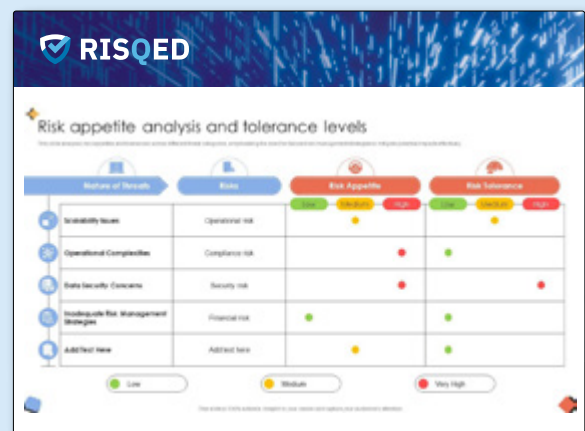 RISQED
Risk appetite analysis and tolerance levels
Nature of Threats Risks Risk Appetite Risk Tolerance
Low Medium High Low Medium High
Scalability Issues Operational risk
Operational Complexities Compliance risk
Data Security Concerns Security risk
Inadequate Risk Management Financial risk
Strategies
Add Text Here Add text here
Low Medium Very High